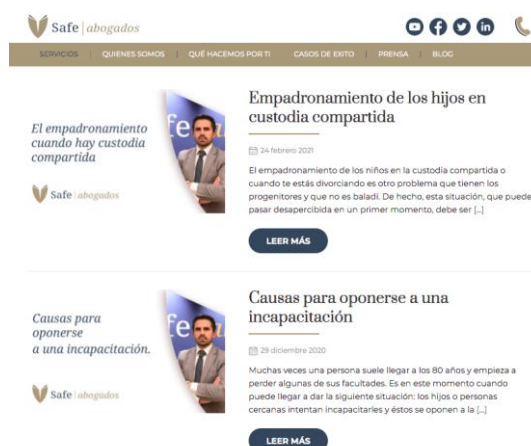 Safe | abogados
SERVICIOS | QUIENES SOMOS | QUÉ HACEMOS POR TI CASOS DE EXITO | PRENSA | BLOG
El empadronamiento
cuando hay custodia
compartida
Safe | abogados
fe
Empadronamiento de los hijos en
custodia compartida
24 febrero 2021
El empadronamiento de los niños en la custodia compartida o
cuando te estás divorciando es otro problema que tienen los
progenitores y que no es baladí. De hecho, esta situación, que puede
pasar desapercibida en un primer momento, debe ser [...]
LEER MÁS
Causas para
oponerse
a una incapacitación.
Safe | abogados
fe
Causas para oponerse a una
incapacitación
29 diciembre 2020
Muchas veces una persona suele llegar a los 80 años y empieza a
perder algunas de sus facultades. Es en este momento cuando
puede llegar a dar la siguiente situación: los hijos o personas
cercanas intentan incapacitarles y éstos se oponen a la [...]
LEER MÁS